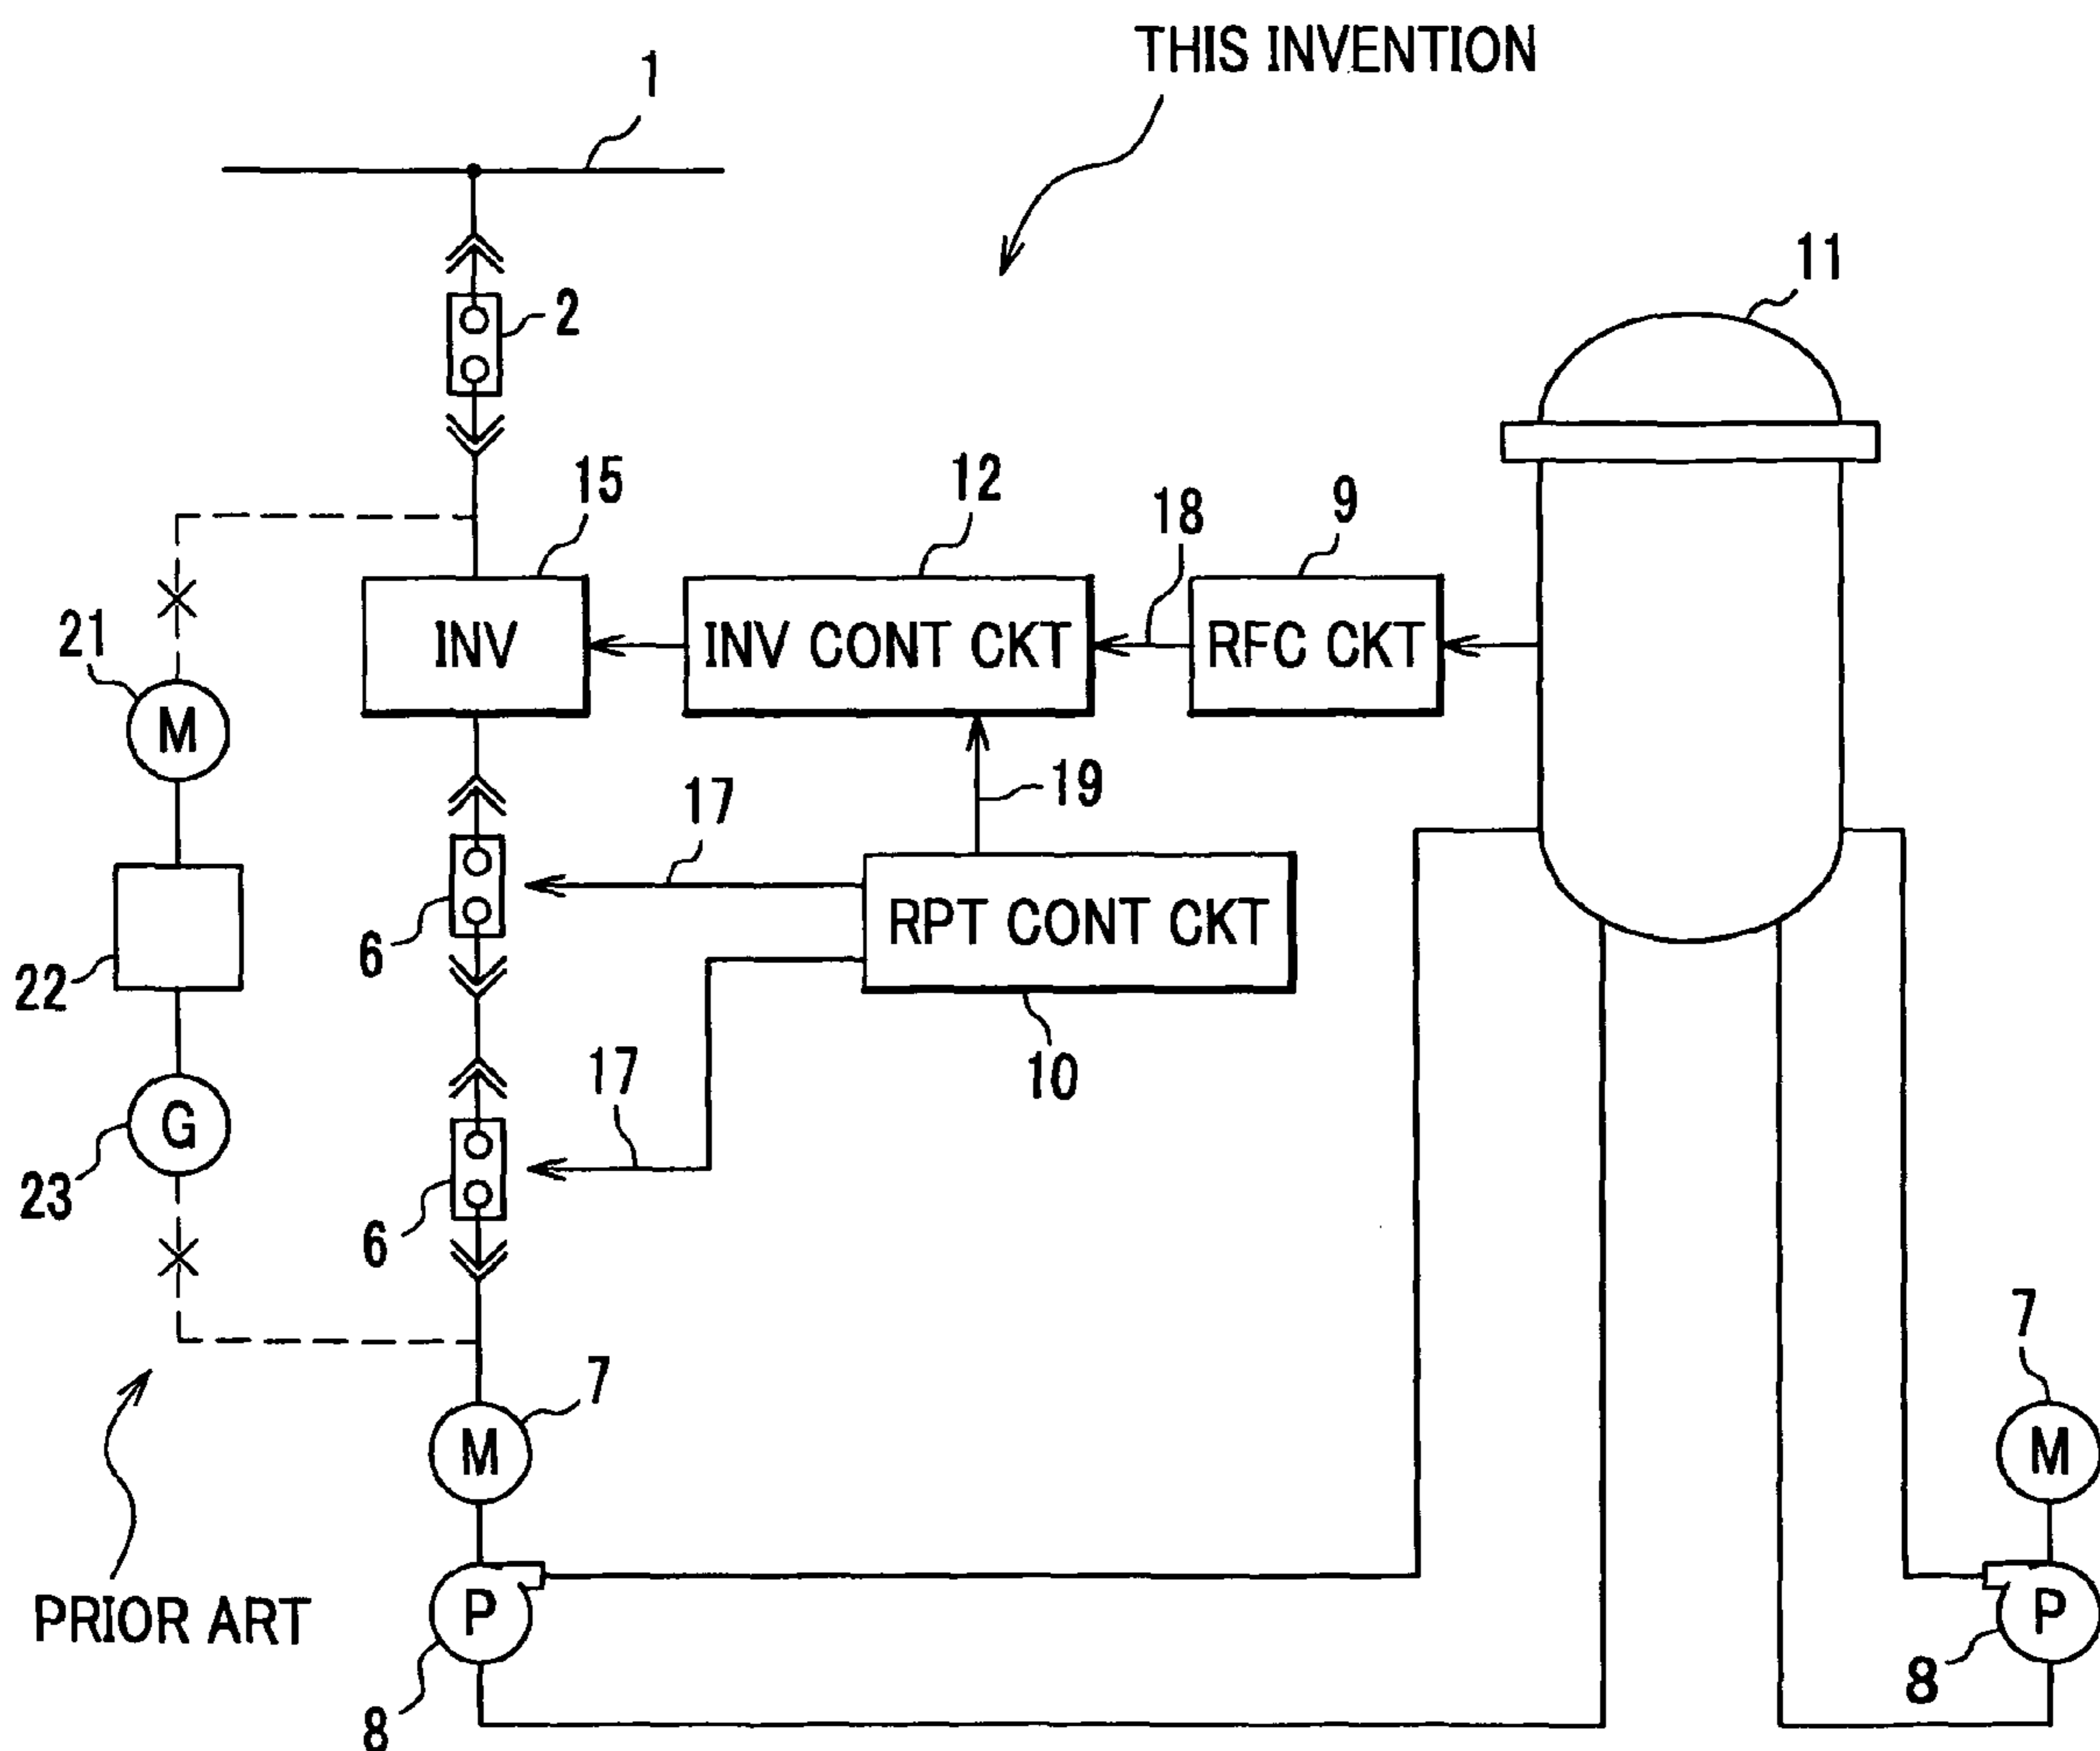 THIS INVENTION
1
2
11
15
12
18
9
21
INV
INV CONT CKT
RFC CKT
M
17
19
6
RPT CONT CKT
22
10
17
G
23
6
7
7
M
M
PRIOR ART
P
P
8
8